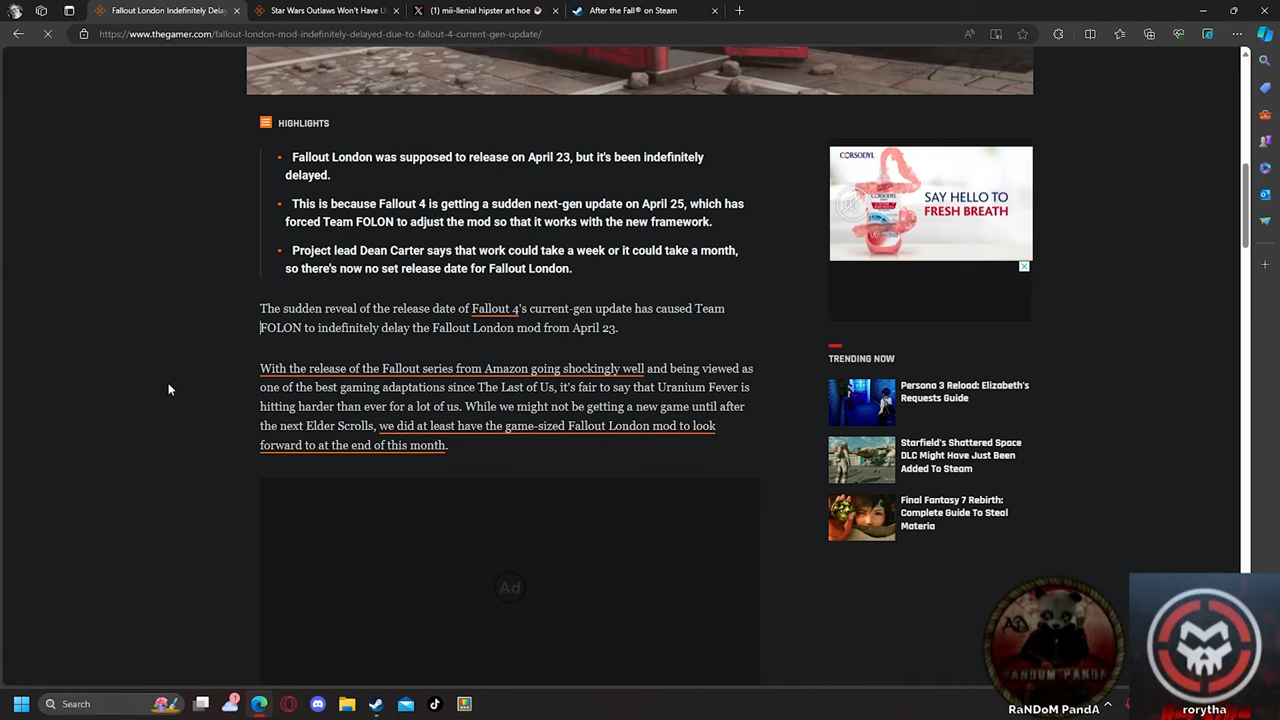 Fallout London Indefinitely Dela
Star Wars Outlaws Won't Have U
(1) mii-llenial hipster art hoe
After the Fall® on Steam
https://www.thegamer.com/fallout-london-mod-indefinitely-delayed-due-to-fallout-4-current-gen-update/
HIGHLIGHTS
Fallout London was supposed to release on April 23, but it's been indefinitely
delayed.
This is because Fallout 4 is getting a sudden next-gen update on April 25, which has
forced Team FOLON to adjust the mod so that it works with the new framework.
Project lead Dean Carter says that work could take a week or it could take a month,
so there's now no set release date for Fallout London.
The sudden reveal of the release date of Fallout 4's current-gen update has caused Team
FOLON to indefinitely delay the Fallout London mod from April 23.
With the release of the Fallout series from Amazon going shockingly well and being viewed as
one of the best gaming adaptations since The Last of Us, it's fair to say that Uranium Fever is
hitting harder than ever for a lot of us. While we might not be getting a new game until after
the next Elder Scrolls, we did at least have the game-sized Fallout London mod to look
forward to at the end of this month.
Ad
CORSODYL
SAY HELLO TO
FRESH BREATH
TRENDING NOW
Persona 3 Reload: Elizabeth's
Requests Guide
Starfield's Shattered Space
DLC Might Have Just Been
Added To Steam
Final Fantasy 7 Rebirth:
Complete Guide To Steal
Materia
RANDOM PANDA
RaNDoM PandA
rorytha
Search
1